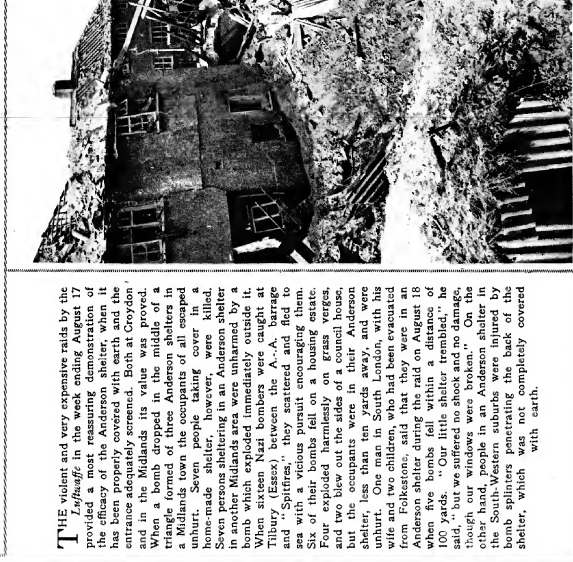 THE violent and very expensive raids by the
Luftwaffe in the week ending August 17
provided a most reassuring demonstration of
the efficacy of the Anderson shelter, when it
has been properly covered with earth and the
entrance adequately screened. Both at Croydon
and in the Midlands its value was proved.
When a bomb dropped in the middle of a
triangle formed of three Anderson shelters in
a Midlands town the occupants of all escaped
unhurt. Seven people taking cover in a
home-made shelter, however, were killed.
Seven persons sheltering in an Anderson shelter
in another Midlands area were unharmed by a
bomb which exploded immediately outside it.
When sixteen Nazi bombers were caught at
Tilbury (Essex) between the A.-A. barrage
and "Spitfires," they scattered and fled to
sea with a vicious pursuit encouraging them.
Six of their bombs fell on a housing estate.
Four exploded harmlessly on grass verges,
and two blew out the sides of a council house,
but the occupants were in their Anderson
shelter, less than ten yards away, and were
unhurt. One man in South London, with his
wife and two children who had been evacuated
from Folkestone, said that they were in an
Anderson shelter during the raid on August 18
when five bombs fell within a distance of
100 yards. "Our little shelter trembled," he
said, "but we suffered no shock and no damage,
though our windows were broken." On the
other hand, people in an Anderson shelter in
the South-Western suburbs were injured by
bomb splinters penetrating the back of the
shelter, which was not completely covered
with earth.